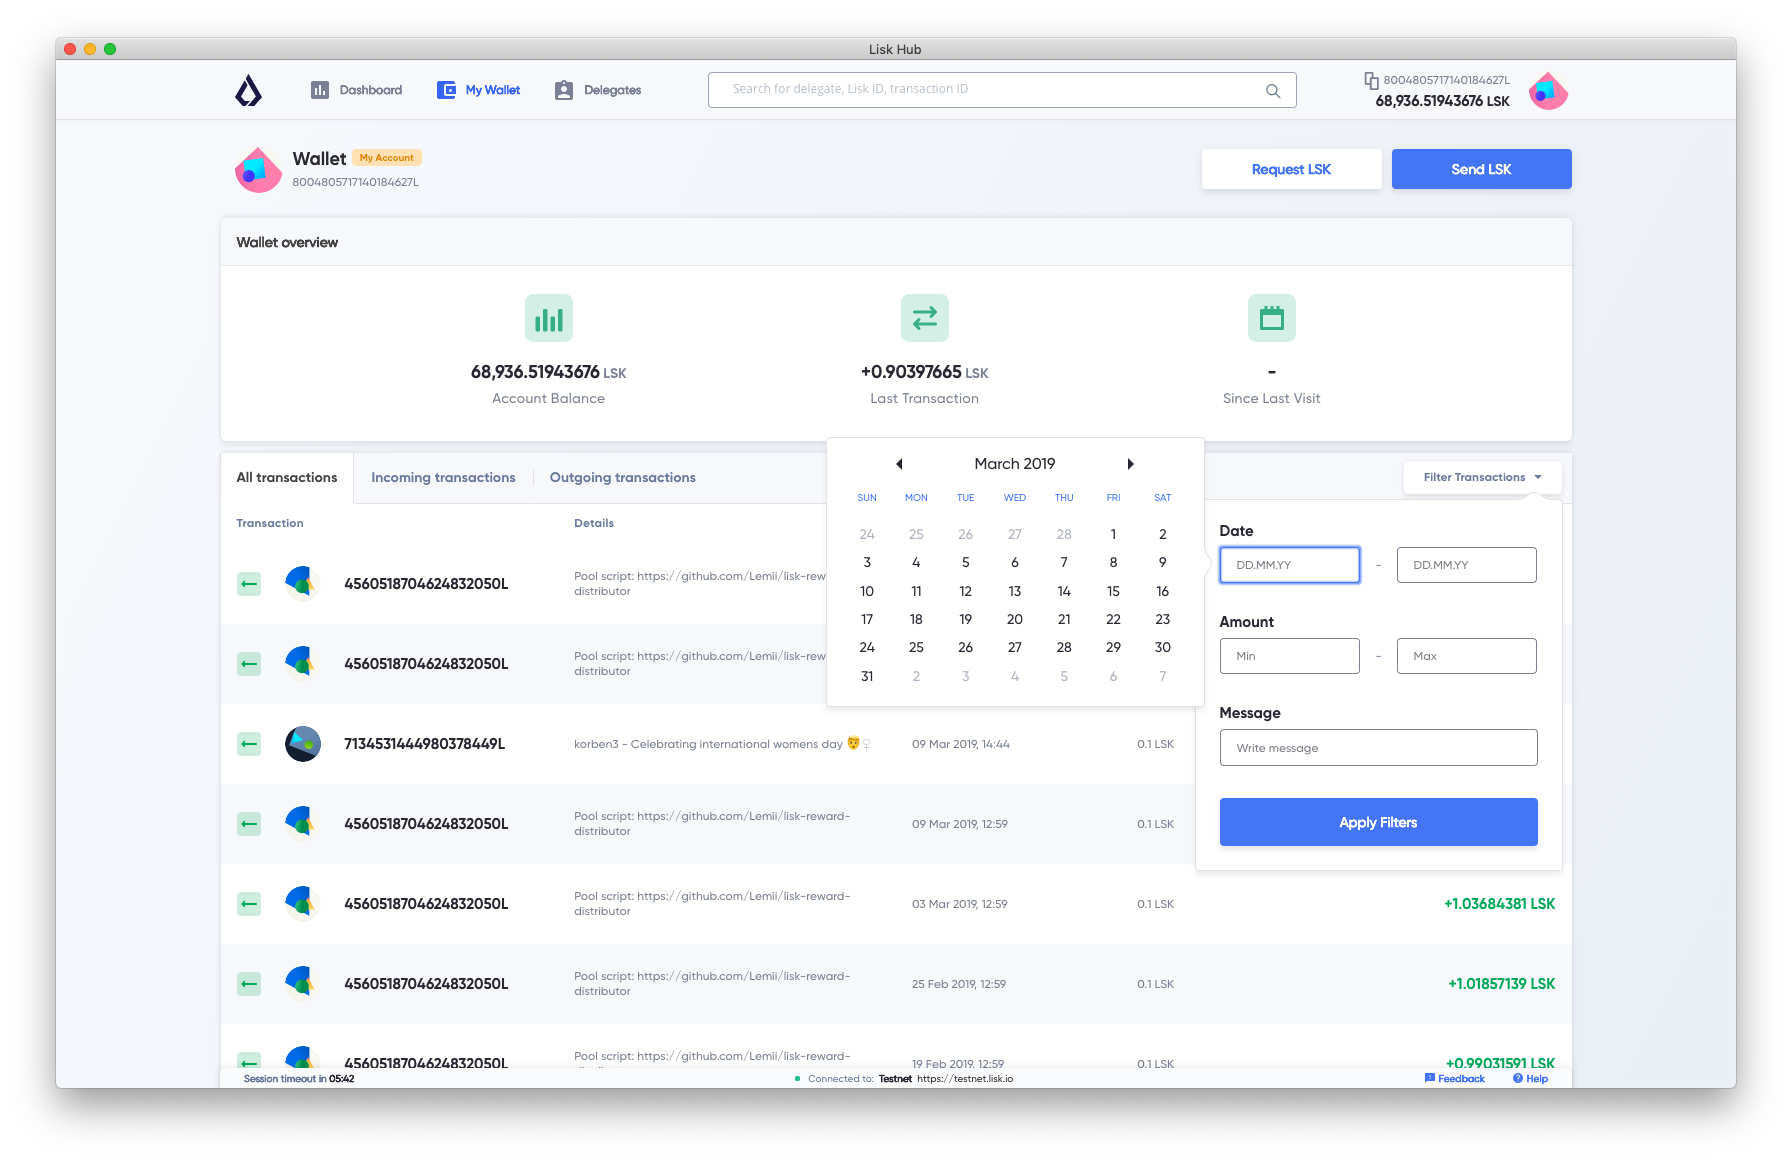 Lisk Hub
Dashboard
My Wallet
Delegates
Search for delegate, Lisk ID, transaction ID
8004805717140184627L
68,936.51943676 LSK
Wallet My Account
8004805717140184627L
Request LSK
Send LSK
Wallet overview
68,936.51943676 LSK
Account Balance
+0.90397665 LSK
Last Transaction
-
Since Last Visit
All transactions
Incoming transactions
Outgoing transactions
Filter Transactions
Transaction
Details
March 2019
SUN MON TUE WED THU FRI SAT
24 25 26 27 28 1 2
3 4 5 6 7 8 9
10 11 12 13 14 15 16
17 18 19 20 21 22 23
24 25 26 27 28 29 30
31 2 3 4 5 6 7
Date
DD.MM.YY - DD.MM.YY
Amount
Min - Max
Message
Write message
Apply Filters
4560518704624832050L
Pool script: https://github.com/Lemii/lisk-rew
distributor
4560518704624832050L
Pool script: https://github.com/Lemii/lisk-rew
distributor
7134531444980378449L
korben3 - Celebrating international womens day 👨♀
09 Mar 2019, 14:44
0.1 LSK
4560518704624832050L
Pool script: https://github.com/Lemii/lisk-reward-
distributor
09 Mar 2019, 12:59
0.1 LSK
4560518704624832050L
Pool script: https://github.com/Lemii/lisk-reward-
distributor
03 Mar 2019, 12:59
0.1 LSK
+1.03684381 LSK
4560518704624832050L
Pool script: https://github.com/Lemii/lisk-reward-
distributor
25 Feb 2019, 12:59
0.1 LSK
+1.01857139 LSK
4560518704624832050L
Pool script: https://github.com/Lemii/lisk-reward-
19 Feb 2019, 12:59
0.1 LSK
+0.99031591 LSK
Session timeout in 05:42
Connected to: Testnet https://testnet.lisk.io
Feedback
Help